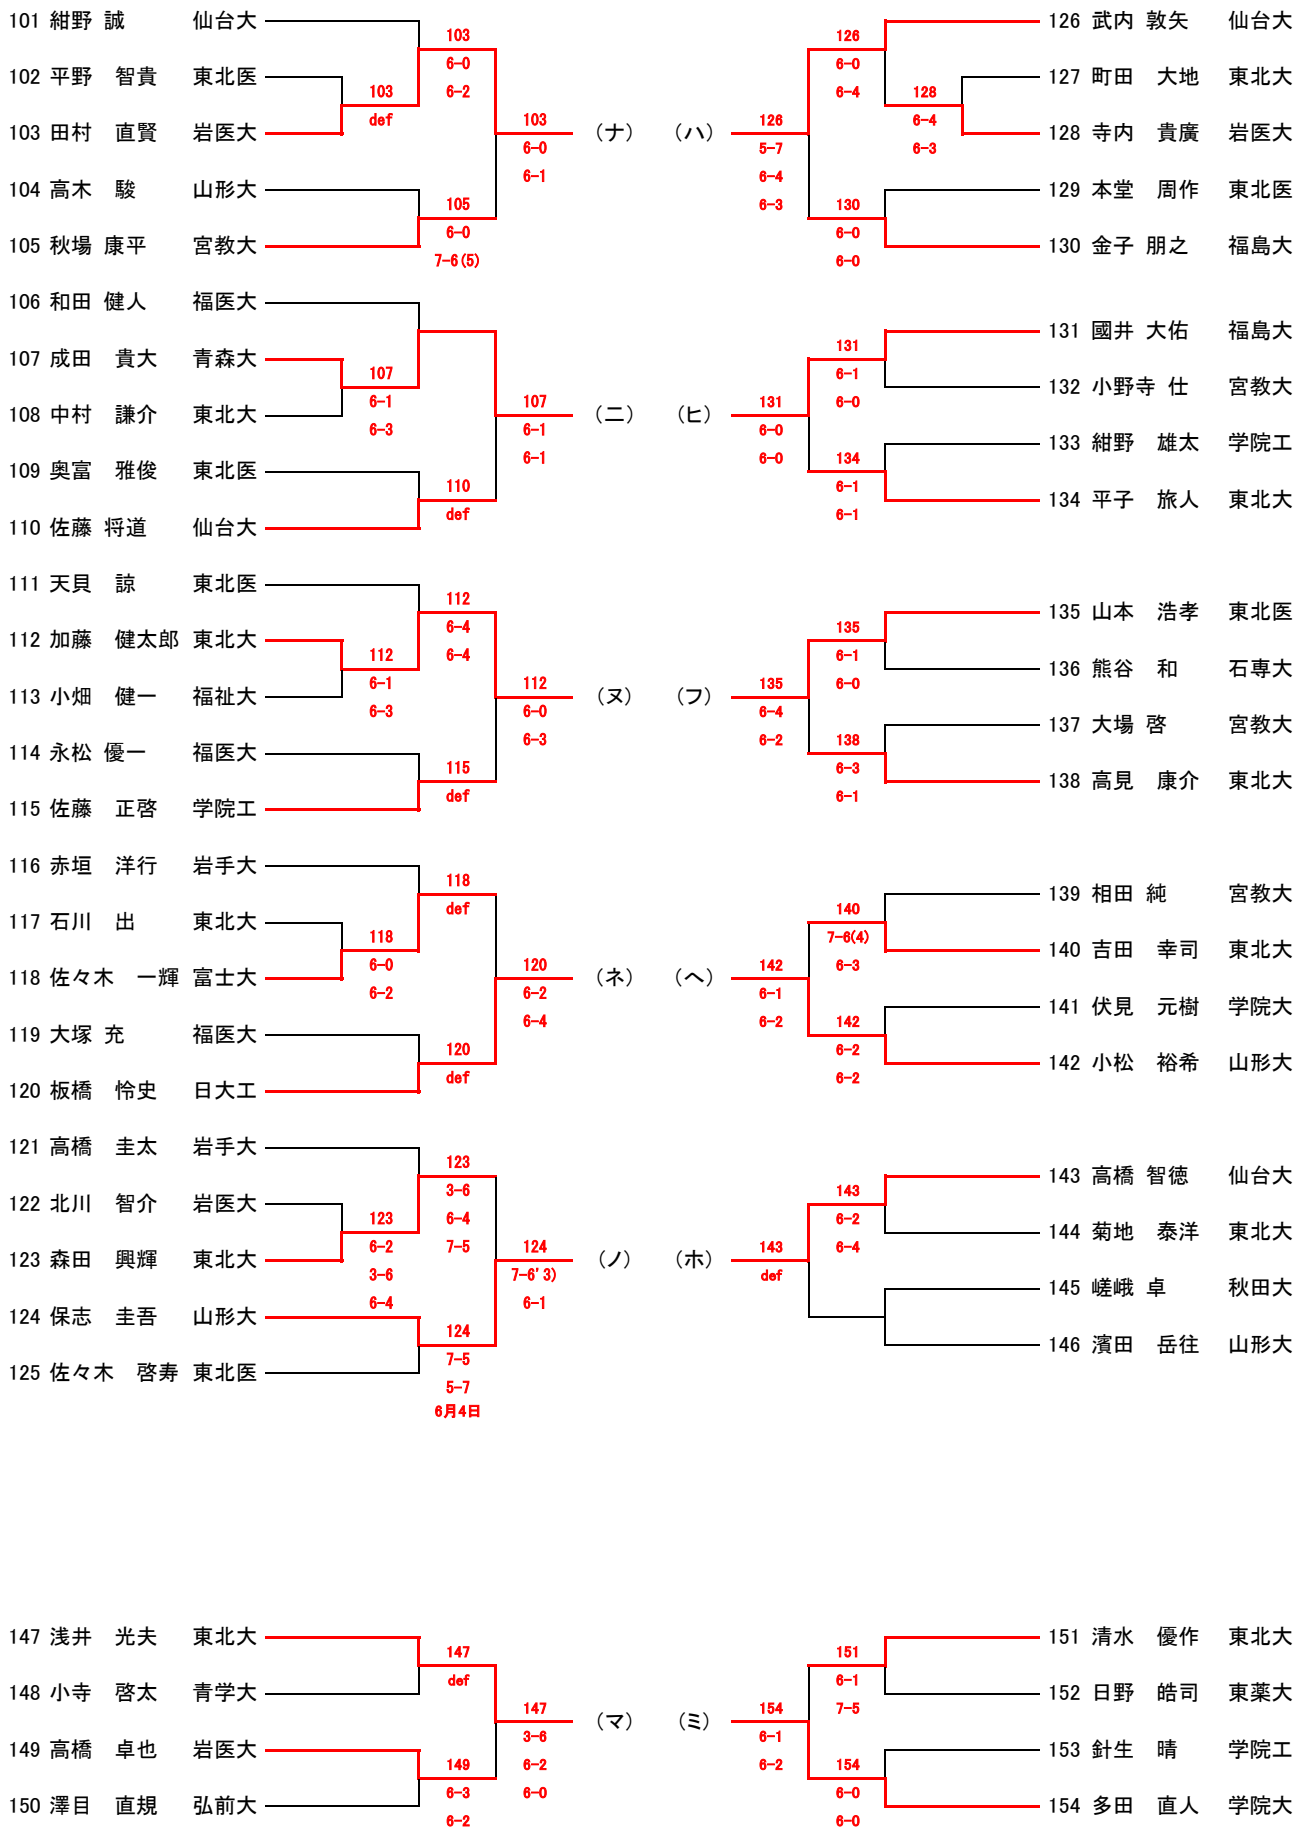 101 紺野 誠 仙台大
103
6-0
6-2
102 平野 智貴 東北医
103
def
103 田村 直賢 岩医大
103
6-0
6-1
(ナ)
104 高木 駿 山形大
105
6-0
7-6(5)
105 秋場 康平 宮教大
106 和田 健人 福医大
107 成田 貴大 青森大
107
6-1
6-3
108 中村 謙介 東北大
107
6-1
6-1
(ニ)
109 奥富 雅俊 東北医
110
def
110 佐藤 将道 仙台大
111 天貝 諒 東北医
112
6-4
6-4
112 加藤 健太郎 東北大
112
6-1
6-3
113 小畑 健一 福祉大
112
6-0
6-3
(ヌ)
114 永松 優一 福医大
115
def
115 佐藤 正啓 学院工
116 赤垣 洋行 岩手大
118
def
117 石川 出 東北大
118
6-0
6-2
118 佐々木 一輝 富士大
120
6-2
6-4
(ネ)
119 大塚 充 福医大
120
def
120 板橋 怜史 日大工
121 高橋 圭太 岩手大
123
3-6
6-4
7-5
122 北川 智介 岩医大
123
6-2
3-6
6-4
123 森田 興輝 東北大
124
7-6'3)
6-1
(ノ)
124 保志 圭吾 山形大
124
7-5
5-7
6月4日
125 佐々木 啓寿 東北医
126 武内 敦矢 仙台大
126
6-0
6-4
127 町田 大地 東北大
128
6-4
6-3
128 寺内 貴廣 岩医大
(ハ)
126
5-7
6-4
6-3
129 本堂 周作 東北医
130
6-0
6-0
130 金子 朋之 福島大
131 國井 大佑 福島大
131
6-1
6-0
132 小野寺 仕 宮教大
(ヒ)
131
6-0
6-0
133 紺野 雄太 学院工
134
6-1
6-1
134 平子 旅人 東北大
135 山本 浩孝 東北医
135
6-1
6-0
136 熊谷 和 石専大
(フ)
135
6-4
6-2
137 大場 啓 宮教大
138
6-3
6-1
138 高見 康介 東北大
139 相田 純 宮教大
140
7-6(4)
6-3
140 吉田 幸司 東北大
(ヘ)
142
6-1
6-2
141 伏見 元樹 学院大
142
6-2
6-2
142 小松 裕希 山形大
143 高橋 智徳 仙台大
143
6-2
6-4
144 菊地 泰洋 東北大
(ホ)
143
def
145 嵯峨 卓 秋田大
146 濱田 岳往 山形大
147 浅井 光夫 東北大
147
def
148 小寺 啓太 青学大
147
3-6
6-2
6-0
(マ)
149 高橋 卓也 岩医大
149
6-3
6-2
150 澤目 直規 弘前大
151 清水 優作 東北大
151
6-1
7-5
152 日野 皓司 東薬大
(ミ)
154
6-1
6-2
153 針生 晴 学院工
154
6-0
6-0
154 多田 直人 学院大